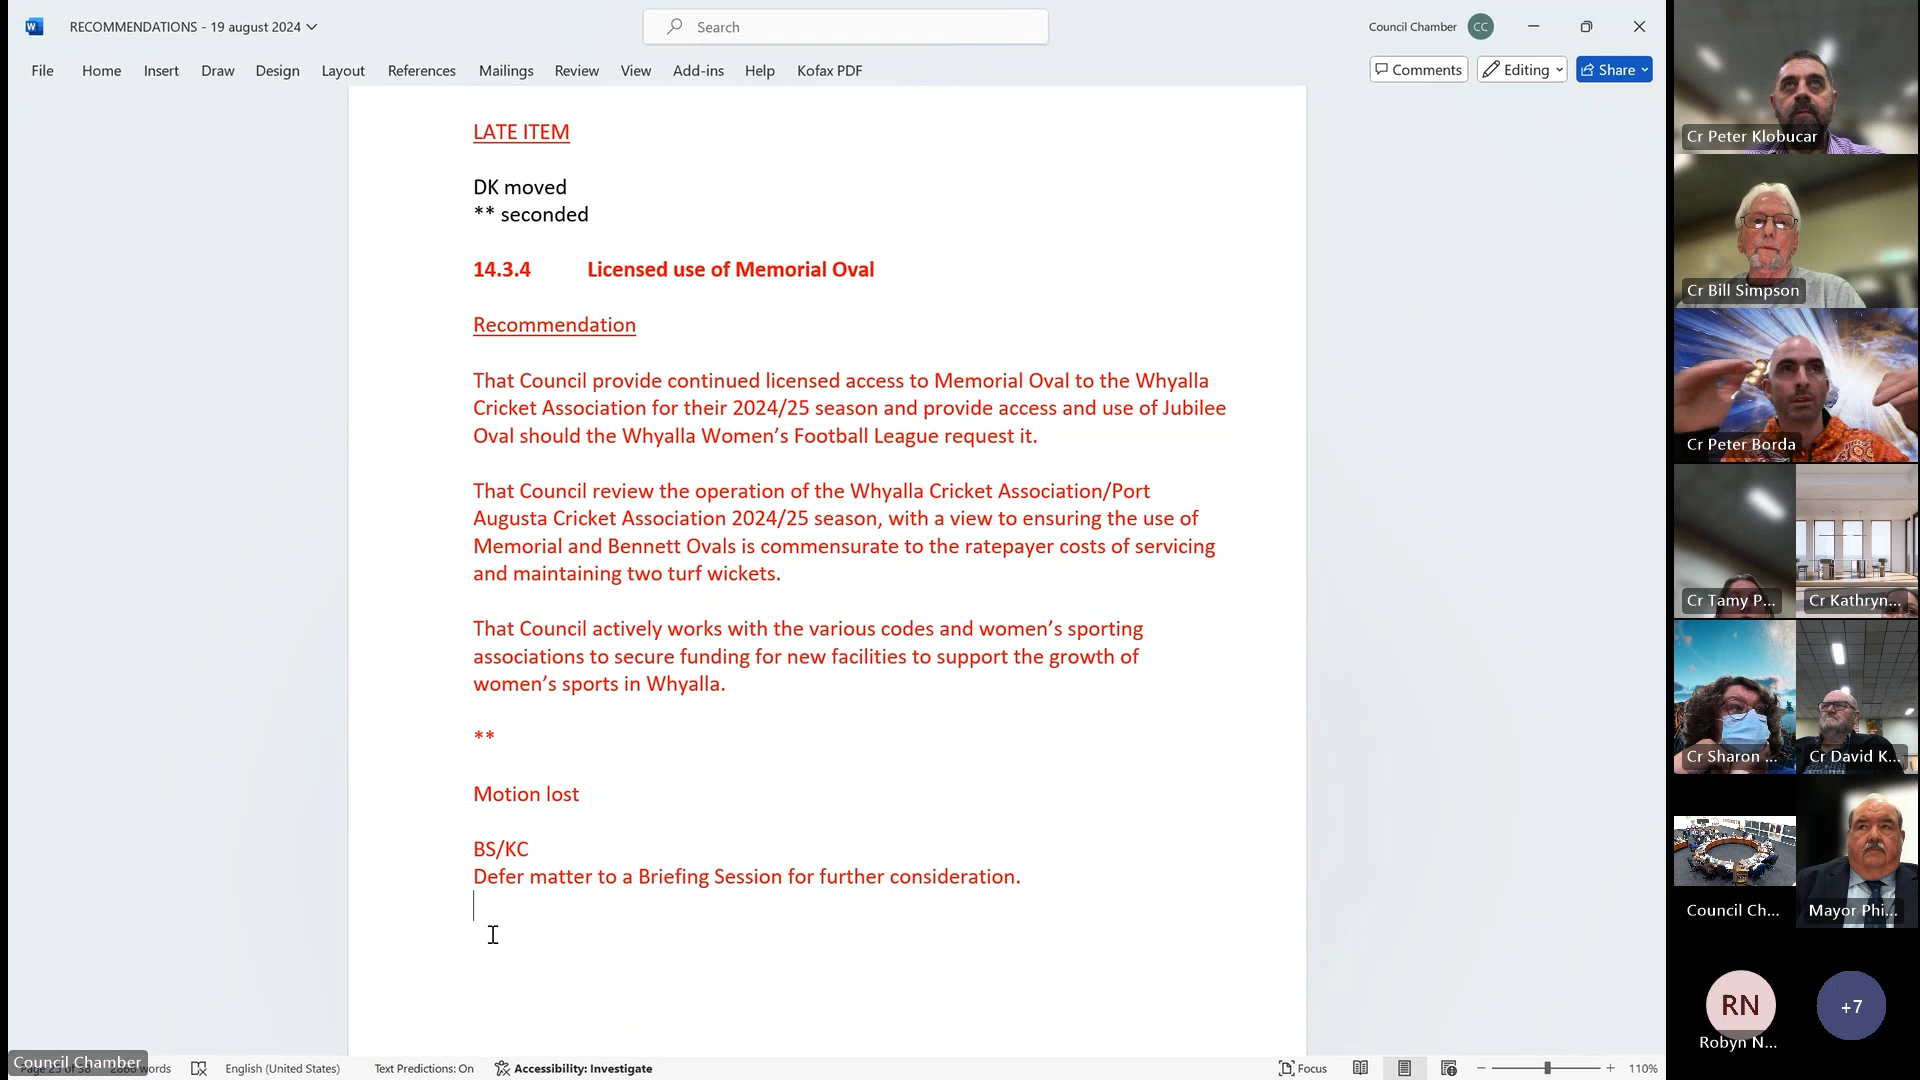 RECOMMENDATIONS - 19 august 2024
Search
Council Chamber
CC
File Home Insert Draw Design Layout References Mailings Review View Add-ins Help Kofax PDF
Comments Editing Share
LATE ITEM
DK moved
** seconded
14.3.4 Licensed use of Memorial Oval
Recommendation
That Council provide continued licensed access to Memorial Oval to the Whyalla
Cricket Association for their 2024/25 season and provide access and use of Jubilee
Oval should the Whyalla Women’s Football League request it.
That Council review the operation of the Whyalla Cricket Association/Port
Augusta Cricket Association 2024/25 season, with a view to ensuring the use of
Memorial and Bennett Ovals is commensurate to the ratepayer costs of servicing
and maintaining two turf wickets.
That Council actively works with the various codes and women’s sporting
associations to secure funding for new facilities to support the growth of
women’s sports in Whyalla.
**
Motion lost
BS/KC
Defer matter to a Briefing Session for further consideration.
Council Chamber
words
English (United States)
Text Predictions: On
Accessibility: Investigate
Focus
110%
Cr Peter Klobucar
Cr Bill Simpson
Cr Peter Borda
Cr Tamy P...
Cr Kathryn...
Cr Sharon ...
Cr David K...
Council Ch...
Mayor Phi...
RN
+7
Robyn N...